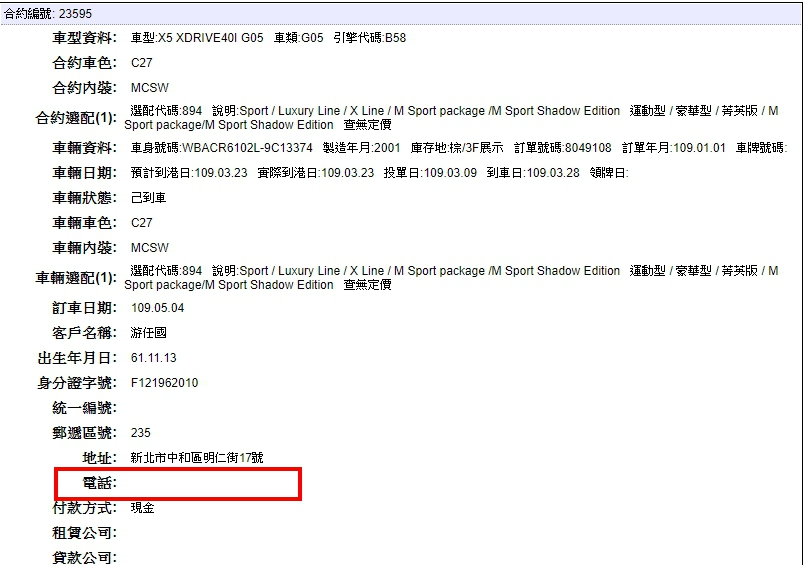 合約編號: 23595
車型資料: 車型:X5 XDRIVE40I G05 車類:G05 引擎代碼:B58
合約車色: C27
合約內裝: MCSW
合約選配(1): 選配代碼:894 說明:Sport / Luxury Line / X Line / M Sport package /M Sport Shadow Edition 運動型 / 豪華型 / 菁英版 / M
Sport package/M Sport Shadow Edition 查無定價
車輛資料: 車身號碼:WBACR6102L-9C13374 製造年月:2001 庫存地:棕/3F展示 訂單號碼:8049108 訂單年月:109.01.01 車牌號碼:
車輛日期: 預計到港日:109.03.23 實際到港日:109.03.23 投單日:109.03.09 到車日:109.03.28 領牌日:
車輛狀態: 己到車
車輛車色: C27
車輛內裝: MCSW
車輛選配(1): 選配代碼:894 說明:Sport / Luxury Line / X Line / M Sport package /M Sport Shadow Edition 運動型 / 豪華型 / 菁英版 / M
Sport package/M Sport Shadow Edition 查無定價
訂車日期: 109.05.04
客戶名稱: 游任國
出生年月日: 61.11.13
身分證字號: F121962010
統一編號:
郵遞區號: 235
地址: 新北市中和區明仁街17號
電話:
付款方式: 現金
租賃公司:
貸款公司: